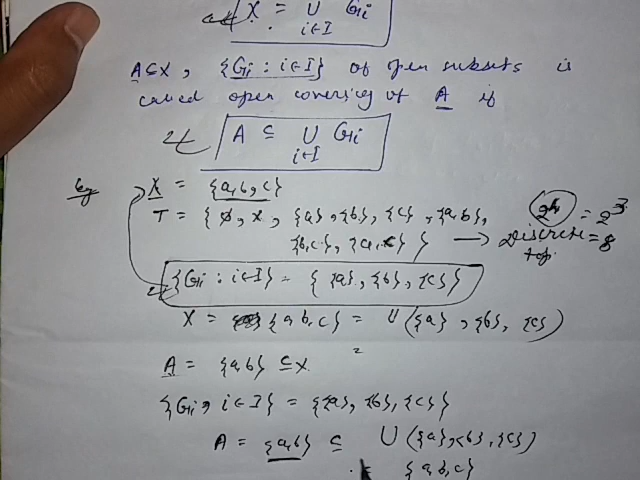 X = ∪ Gi
i∈I
A⊆X, {Gi : i∈I} of open subsets is
called open covering of A if
A ⊆ ∪ Gi
i∈I
Eg X = {a,b,c}
T = {ϕ, X, {a},{b},{c},{a,b},
{b,c},{a,c}} → Discrete top.
= 2³ = 8
{Gi : i∈I} = {{a},{b},{c}}
X = {a,b,c} = ∪({a},{b},{c})
A = {a,b} ⊆ X
{Gi, i∈I} = {{a},{b},{c}}
A = {a,b} ⊆ ∪({a},{b},{c})
= {a,b,c}